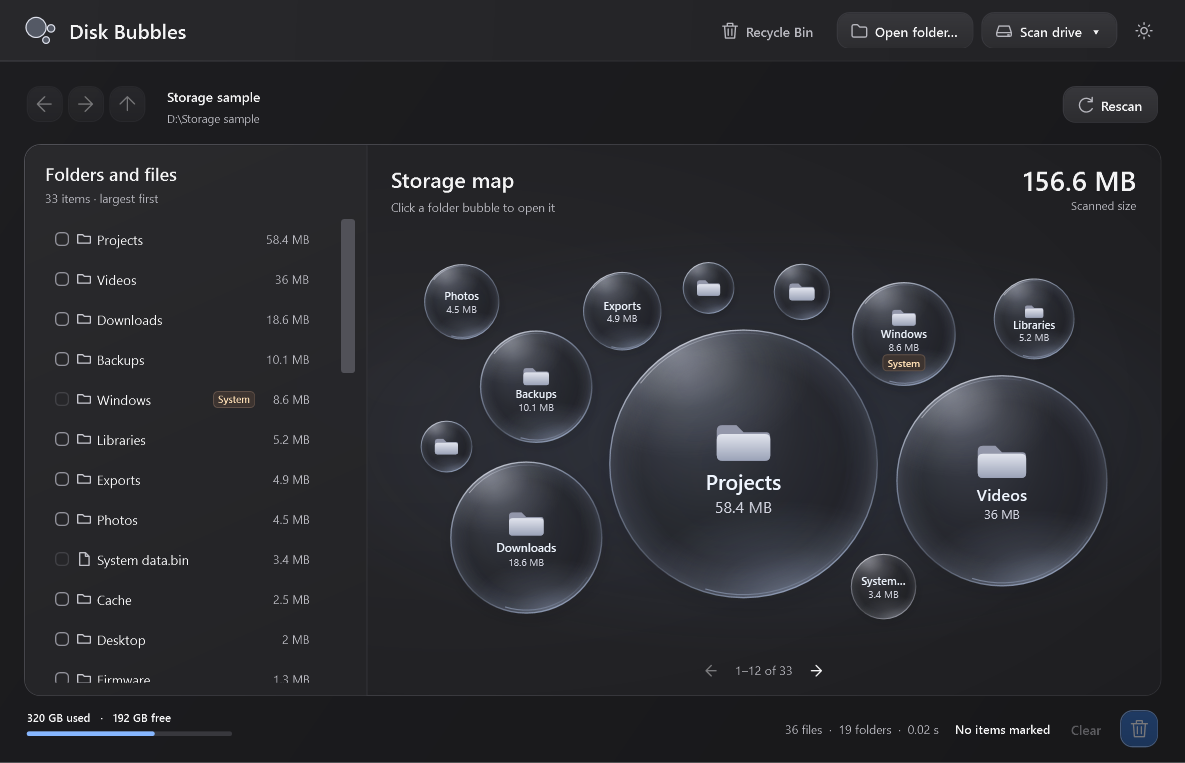 Disk Bubbles
Recycle Bin
Open folder...
Scan drive
Storage sample
D:\Storage sample
Rescan
Folders and files
33 items · largest first
Projects 58.4 MB
Videos 36 MB
Downloads 18.6 MB
Backups 10.1 MB
Windows System 8.6 MB
Libraries 5.2 MB
Exports 4.9 MB
Photos 4.5 MB
System data.bin 3.4 MB
Cache 2.5 MB
Desktop 2 MB
Firmware 1.3 MB
Storage map
Click a folder bubble to open it
156.6 MB
Scanned size
Photos
4.5 MB
Exports
4.9 MB
Windows
8.6 MB
System
Libraries
5.2 MB
Backups
10.1 MB
Projects
58.4 MB
Videos
36 MB
Downloads
18.6 MB
System...
3.4 MB
1–12 of 33
320 GB used · 192 GB free
36 files · 19 folders · 0.02 s
No items marked
Clear